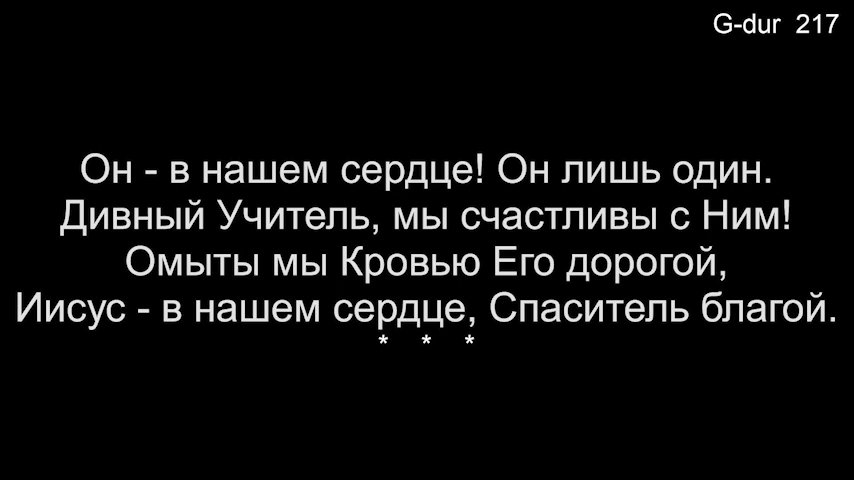 G-dur 217
Он - в нашем сердце! Он лишь один.
Дивный Учитель, мы счастливы с Ним!
Омыты мы Кровью Его дорогой,
Иисус - в нашем сердце, Спаситель благой.
* * *